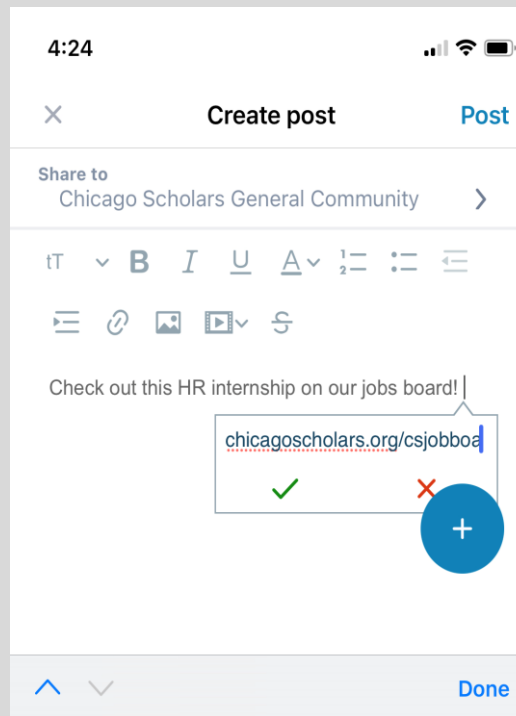 4:24
Create post
Post
Share to
Chicago Scholars General Community
tT B I U A
Check out this HR internship on our jobs board!
chicagoscholars.org/csjobboa
Done